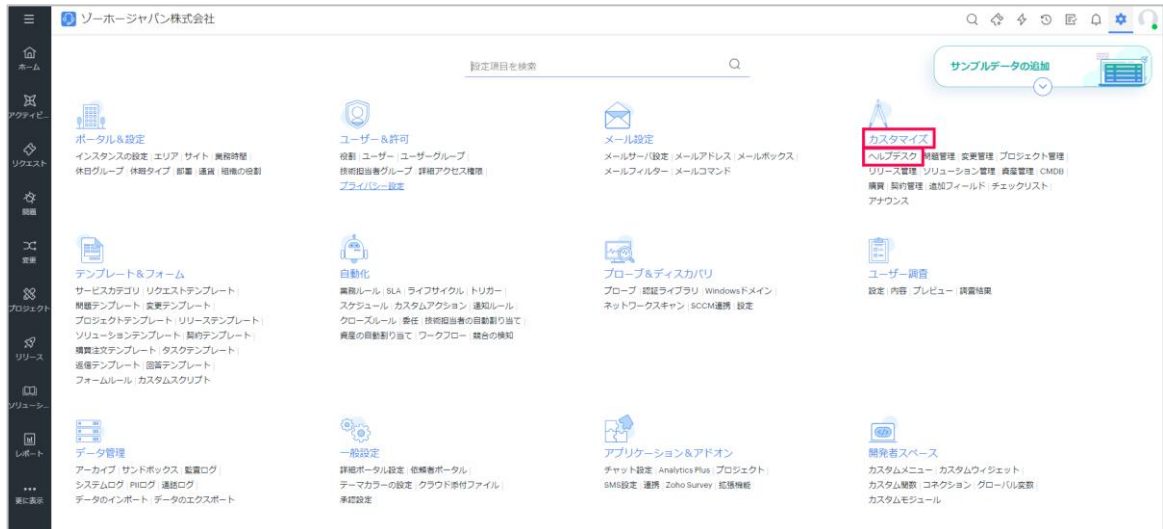 ゾーホージャパン株式会社
ホーム
アクティビ...
リクエスト
問題
変更
プロジェクト
リリース
ソリューシ...
レポート
更に表示
設定項目を検索
サンプルデータの追加
ポータル&設定
インスタンスの設定 | エリア | サイト | 業務時間 |
休日グループ | 休暇タイプ | 部署 | 通貨 | 組織の役割
ユーザー&許可
役割 | ユーザー | ユーザーグループ |
技術担当者グループ | 詳細アクセス権限 |
プライバシー設定
メール設定
メールサーバ設定 | メールアドレス | メールボックス |
メールフィルター | メールコマンド
カスタマイズ
ヘルプデスク | 問題管理 | 変更管理 | プロジェクト管理 |
リリース管理 | ソリューション管理 | 資産管理 | CMDB |
購買 | 契約管理 | 追加フィールド | チェックリスト |
アナウンス
テンプレート&フォーム
サービスカテゴリ | リクエストテンプレート |
問題テンプレート | 変更テンプレート |
プロジェクトテンプレート | リリーステンプレート |
ソリューションテンプレート | 契約テンプレート |
購買注文テンプレート | タスクテンプレート |
返信テンプレート | 回答テンプレート |
フォームルール | カスタムスクリプト
自動化
業務ルール | SLA | ライフサイクル | トリガー |
スケジュール | カスタムアクション | 通知ルール |
クローズルール | 委任 | 技術担当者の自動割り当て |
資産の自動割り当て | ワークフロー | 競合の検知
プローブ&ディスカバリ
プローブ | 認証ライブラリ | Windowsドメイン |
ネットワークスキャン | SCCM連携 | 設定
ユーザー調査
設定 | 内容 | プレビュー | 調査結果
データ管理
アーカイブ | サンドボックス | 監査ログ |
システムログ | PIIログ | 通話ログ |
データのインポート | データのエクスポート
一般設定
詳細ポータル設定 | 依頼者ポータル |
テーマカラーの設定 | クラウド添付ファイル |
承認設定
アプリケーション&アドオン
チャット設定 | Analytics Plus | プロジェクト |
SMS設定 | 連携 | Zoho Survey | 拡張機能
開発者スペース
カスタムメニュー | カスタムウィジェット |
カスタム関数 | コネクション | グローバル変数 |
カスタムモジュール